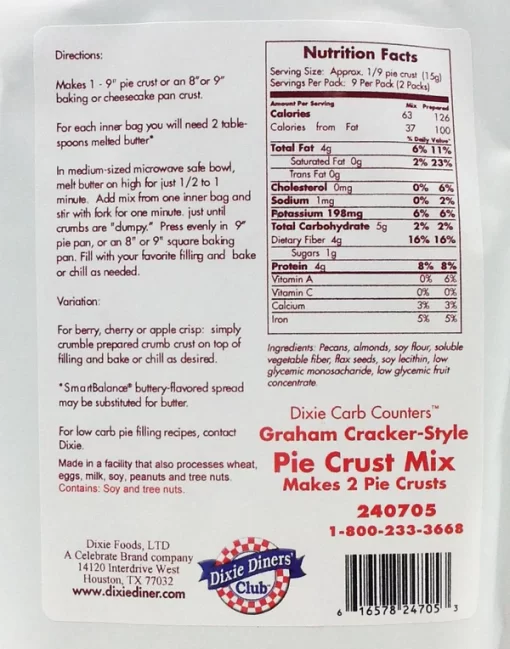 Directions:
Makes 1 - 9" pie crust or an 8"or 9"
baking or cheesecake pan crust.
For each inner bag you will need 2 table-
spoons melted butter*
In medium-sized microwave safe bowl,
melt butter on high for just 1/2 to 1
minute. Add mix from one inner bag and
stir with fork for one minute. just until
crumbs are "clumpy." Press evenly in 9"
pie pan, or an 8" or 9" square baking
pan. Fill with your favorite filling and bake
or chill as needed.
Variation:
For berry, cherry or apple crisp: simply
crumble prepared crumb crust on top of
filling and bake or chill as desired.
*SmartBalance® buttery-flavored spread
may be substituted for butter.
For low carb pie filling recipes, contact
Dixie.
Made in a facility that also processes wheat,
eggs, milk, soy, peanuts and tree nuts.
Contains: Soy and tree nuts.
Dixie Foods, LTD
A Celebrate Brand company
14120 Interdrive West
Houston, TX 77032
www.dixiediner.com
Dixie Diners'
Club
Nutrition Facts
Serving Size: Approx. 1/9 pie crust (15g)
Servings Per Pack: 9 Per Pack (2 Packs)
Amount Per Serving Mix Prepared
Calories 63 126
Calories from Fat 37 100
% Daily Value*
Total Fat 4g 6% 11%
Saturated Fat 0g 2% 23%
Trans Fat 0g
Cholesterol 0mg 0% 6%
Sodium 1mg 0% 2%
Potassium 198mg 6% 6%
Total Carbohydrate 5g 2% 2%
Dietary Fiber 4g 16% 16%
Sugars 1g
Protein 4g 8% 8%
Vitamin A 0% 6%
Vitamin C 0% 0%
Calcium 3% 3%
Iron 5% 5%
Ingredients: Pecans, almonds, soy flour, soluble
vegetable fiber, flax seeds, soy lecithin, low
glycemic monosacharide, low glycemic fruit
concentrate.
Dixie Carb Counters™
Graham Cracker-Style
Pie Crust Mix
Makes 2 Pie Crusts
240705
1-800-233-3668
6 16578 24705 3